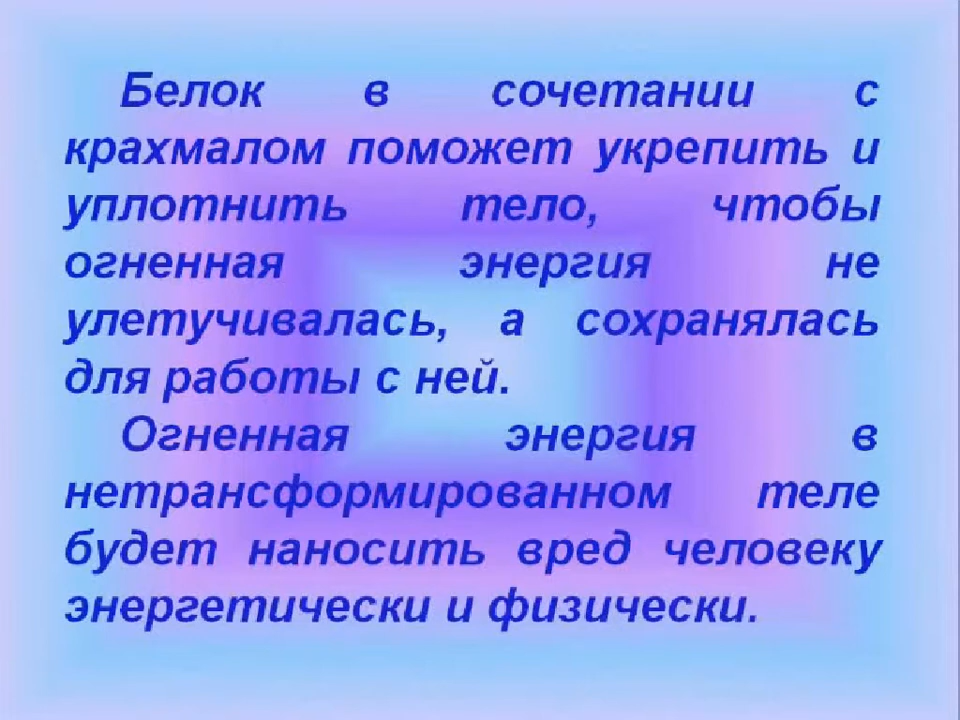 Белок в сочетании с
крахмалом поможет укрепить и
уплотнить тело, чтобы
огненная энергия не
улетучивалась, а сохранялась
для работы с ней.
Огненная энергия в
нетрансформированном теле
будет наносить вред человеку
энергетически и физически.